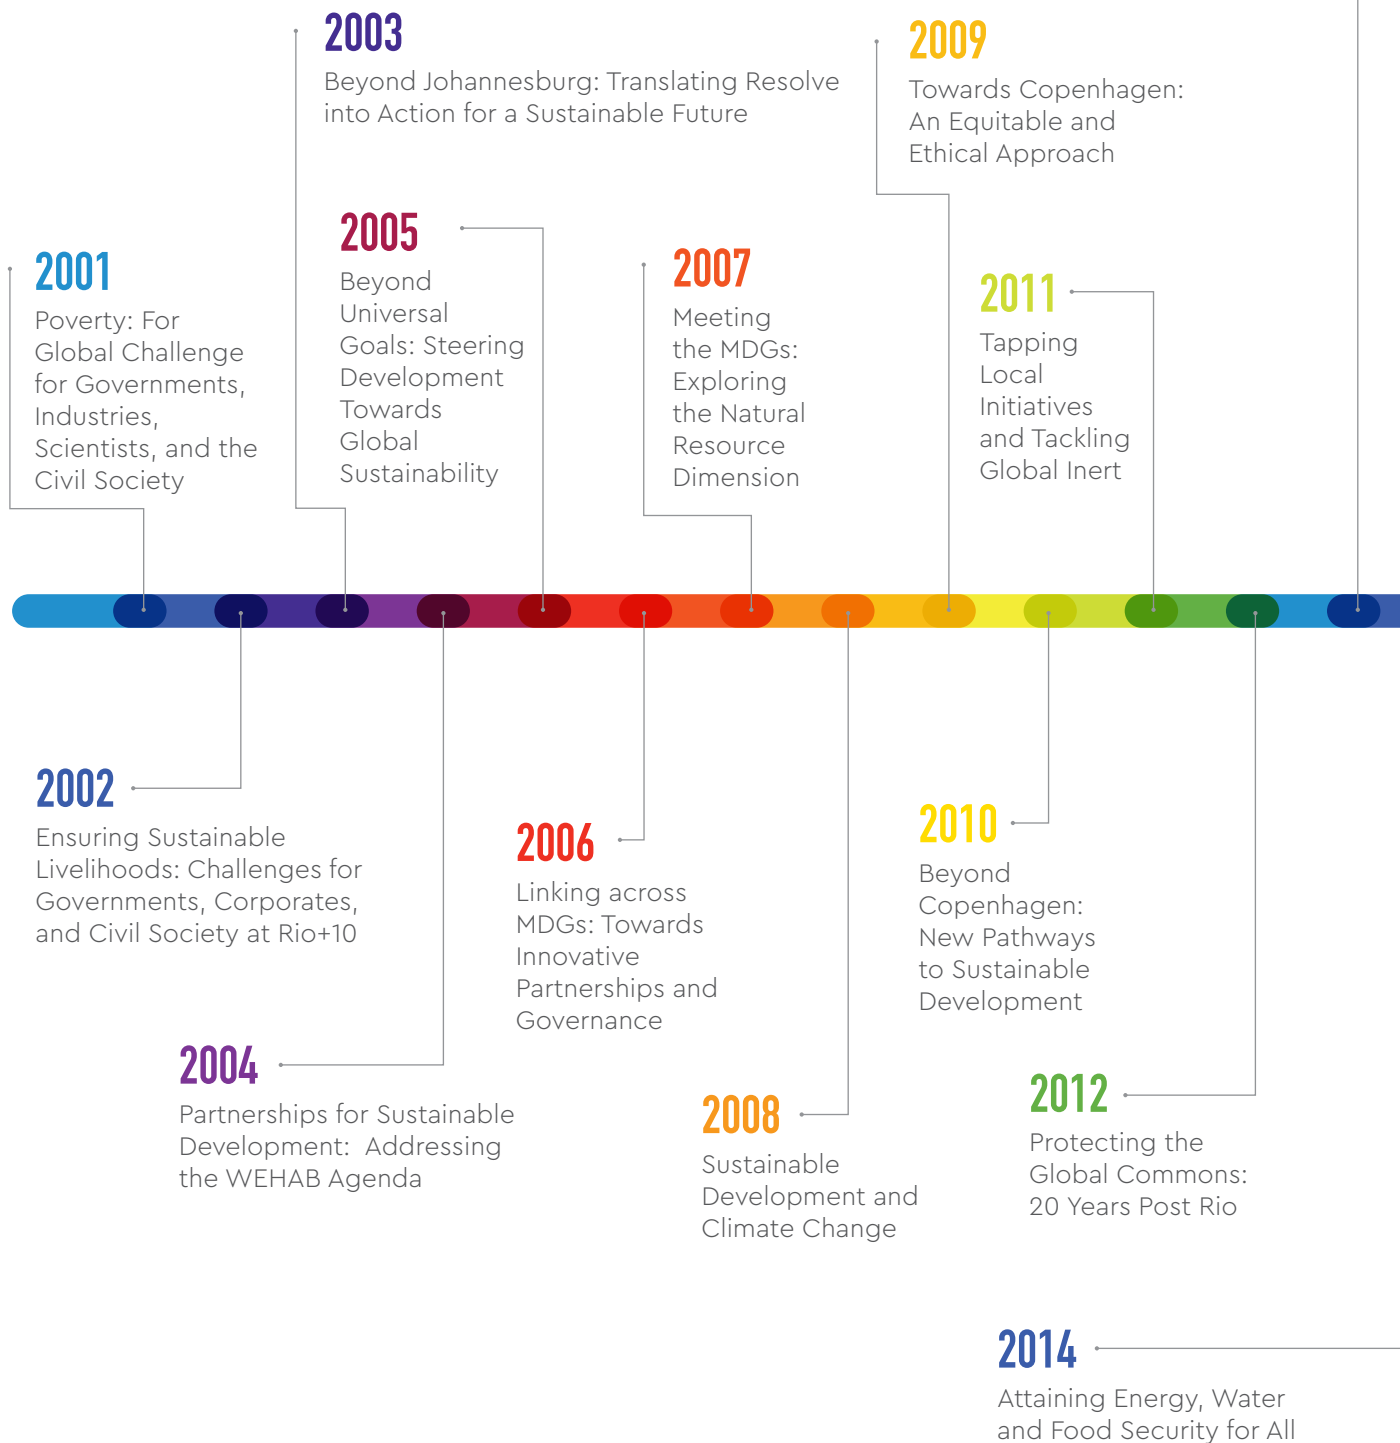 2003
Beyond Johannesburg: Translating Resolve
into Action for a Sustainable Future
2009
Towards Copenhagen:
An Equitable and
Ethical Approach
2005
Beyond
Universal
Goals: Steering
Development
Towards
Global
Sustainability
2001
Poverty: For
Global Challenge
for Governments,
Industries,
Scientists, and the
Civil Society
2007
Meeting
the MDGs:
Exploring
the Natural
Resource
Dimension
2011
Tapping
Local
Initiatives
and Tackling
Global Inert
2002
Ensuring Sustainable
Livelihoods: Challenges for
Governments, Corporates,
and Civil Society at Rio+10
2006
Linking across
MDGs: Towards
Innovative
Partnerships and
Governance
2010
Beyond
Copenhagen:
New Pathways
to Sustainable
Development
2004
Partnerships for Sustainable
Development:  Addressing
the WEHAB Agenda
2008
Sustainable
Development and
Climate Change
2012
Protecting the
Global Commons:
20 Years Post Rio
2014
Attaining Energy, Water
and Food Security for All